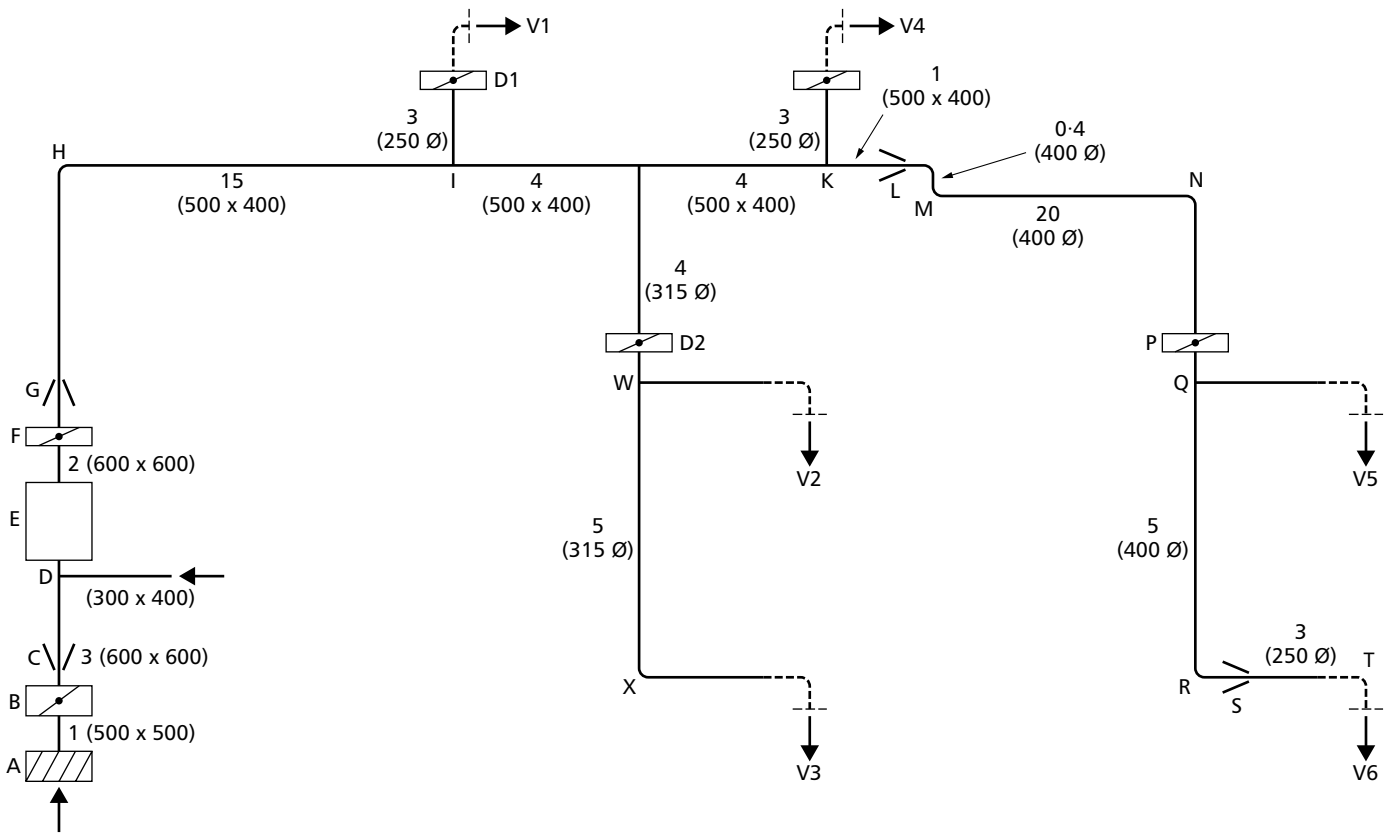 V1
V4
D1
1
(500 x 400)
3
(250 Ø)
3
(250 Ø)
0·4
(400 Ø)
H
15
(500 x 400)
I
4
(500 x 400)
4
(500 x 400)
K
L
M
N
20
(400 Ø)
4
(315 Ø)
D2
P
W
Q
G
F
2 (600 x 600)
V2
V5
E
5
(315 Ø)
5
(400 Ø)
D
(300 x 400)
C
3 (600 x 600)
3
(250 Ø)
T
B
X
R
S
1 (500 x 500)
A
V3
V6